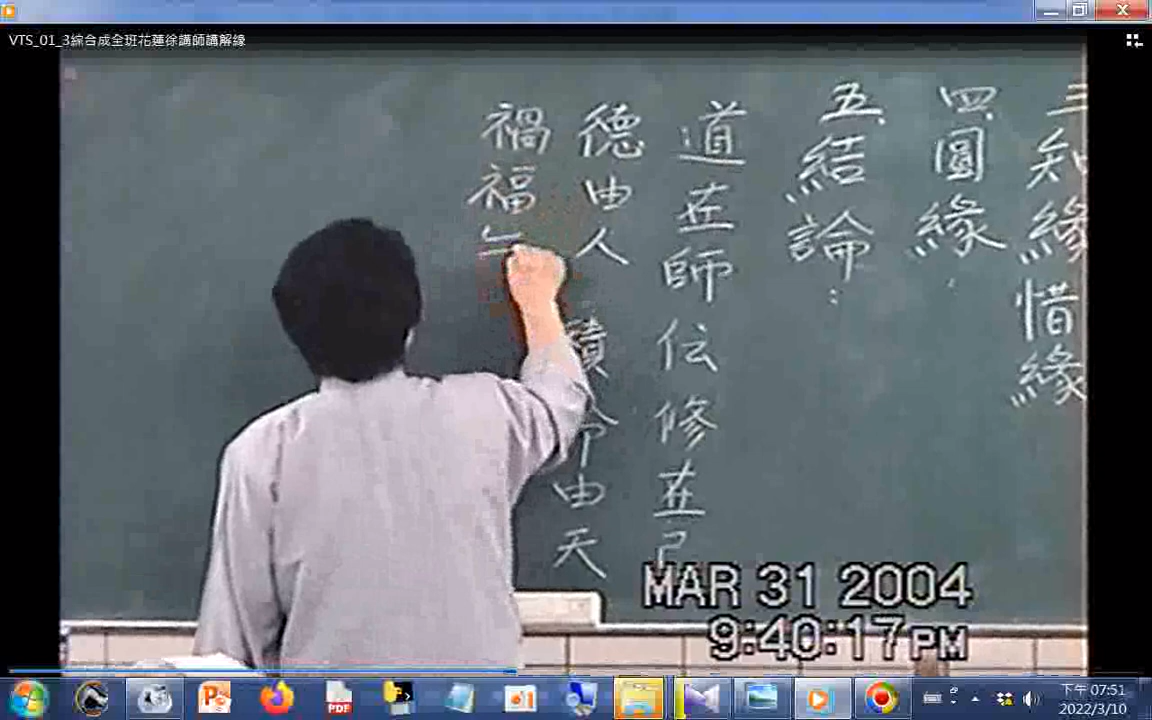 VTS_01_3綜合成全班花蓮徐講師講解緣
三知緣惜緣
四、圓緣
五、結論
道在師伝修在己
德由人積命由天
禍福
MAR 31 2004
9:40:17PM
下午 07:51
2022/3/10